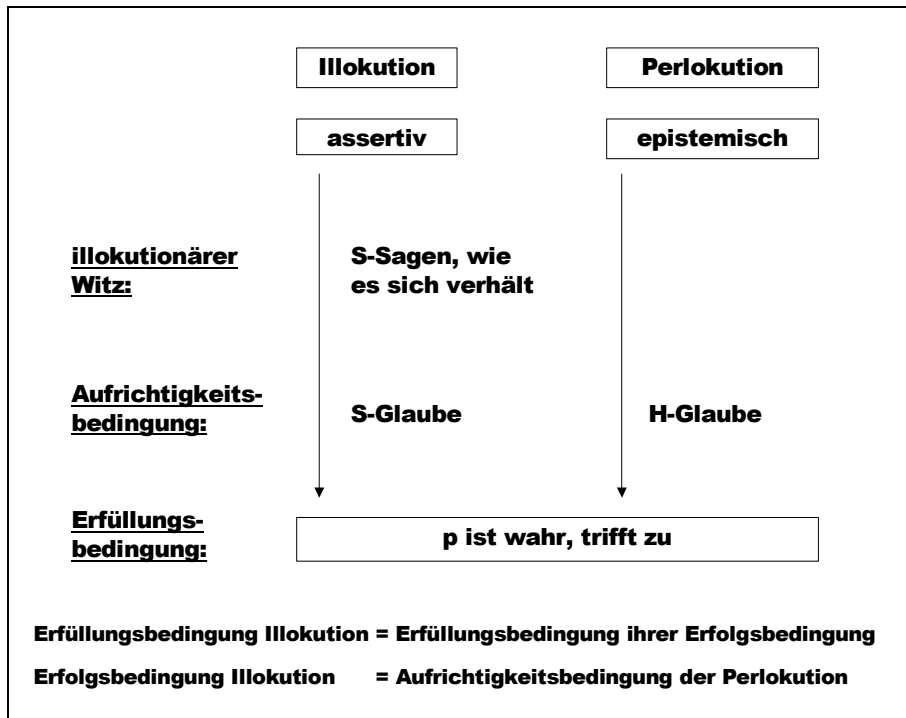 Illokution Perlokution
assertiv epistemisch
illokutionärer S-Sagen, wie
Witz: es sich verhält
Aufrichtigkeits-
bedingung: S-Glaube H-Glaube
Erfüllungs-
bedingung: p ist wahr, trifft zu
Erfüllungsbedingung Illokution = Erfüllungsbedingung ihrer Erfolgsbedingung
Erfolgsbedingung Illokution = Aufrichtigkeitsbedingung der Perlokution